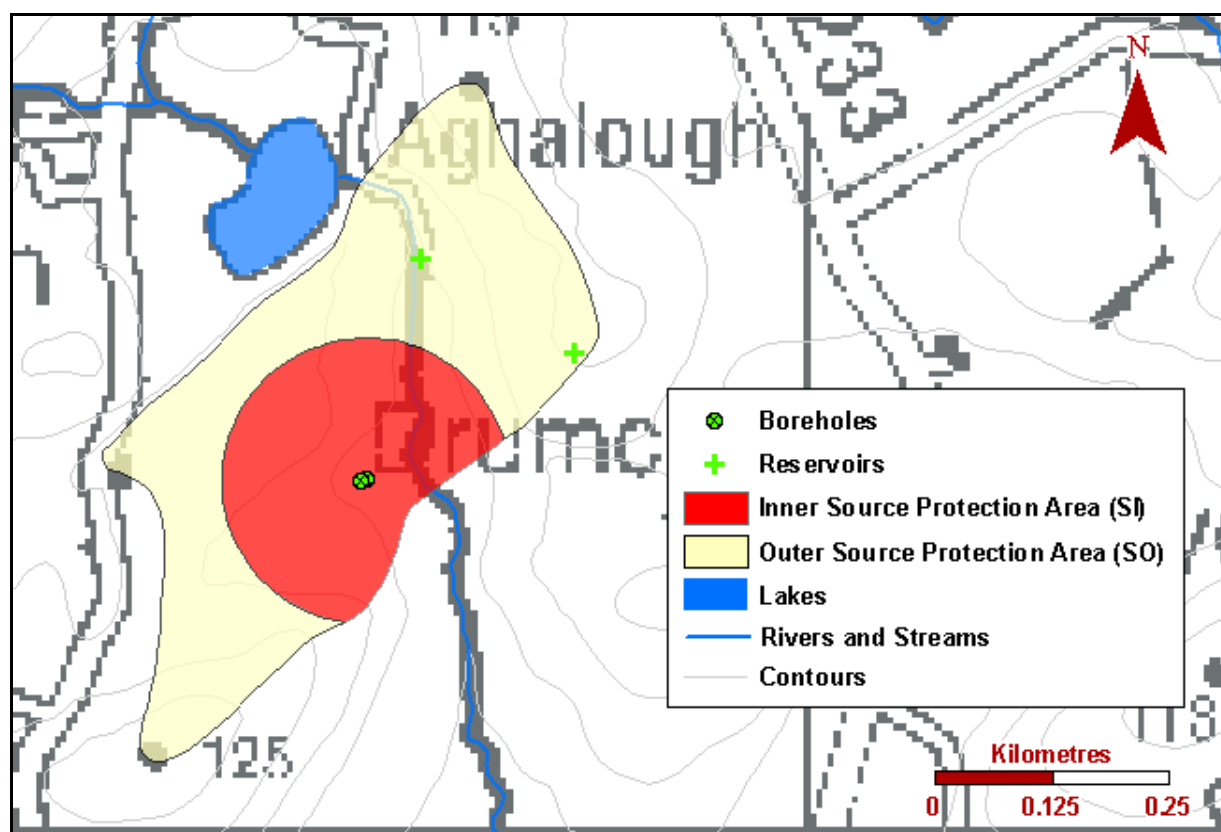 N
Aghalough
Drumc
Boreholes
Reservoirs
Inner Source Protection Area (SI)
Outer Source Protection Area (SO)
Lakes
Rivers and Streams
Contours
125
Kilometres
0 0.125 0.25